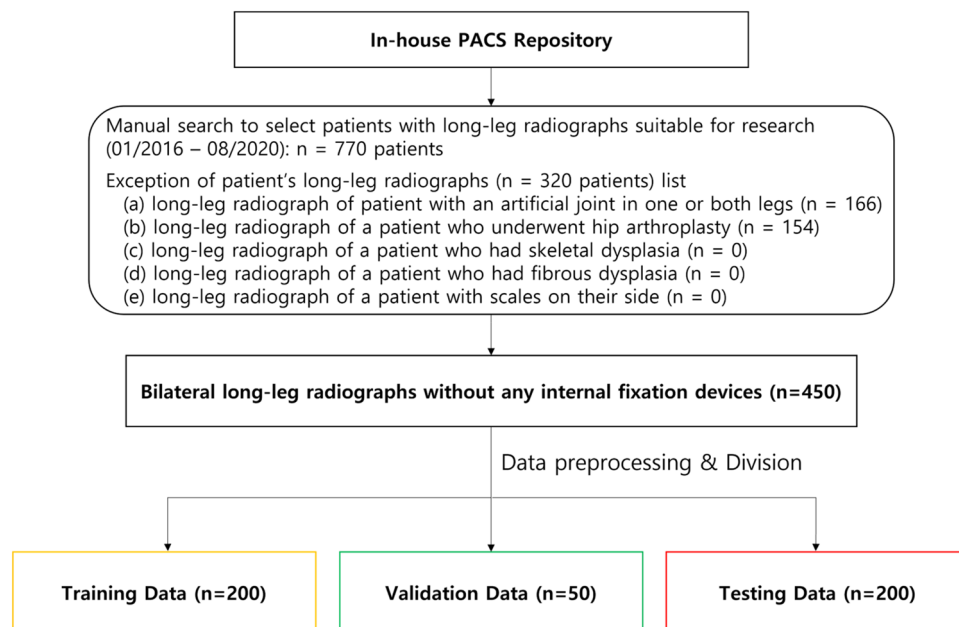 In-house PACS Repository
Manual search to select patients with long-leg radiographs suitable for research
(01/2016 – 08/2020): n = 770 patients
Exception of patient‘s long-leg radiographs (n = 320 patients) list
(a) long-leg radiograph of patient with an artificial joint in one or both legs (n = 166)
(b) long-leg radiograph of a patient who underwent hip arthroplasty (n = 154)
(c) long-leg radiograph of a patient who had skeletal dysplasia (n = 0)
(d) long-leg radiograph of a patient who had fibrous dysplasia (n = 0)
(e) long-leg radiograph of a patient with scales on their side (n = 0)
Bilateral long-leg radiographs without any internal fixation devices (n=450)
Data preprocessing & Division
Training Data (n=200)
Validation Data (n=50)
Testing Data (n=200)